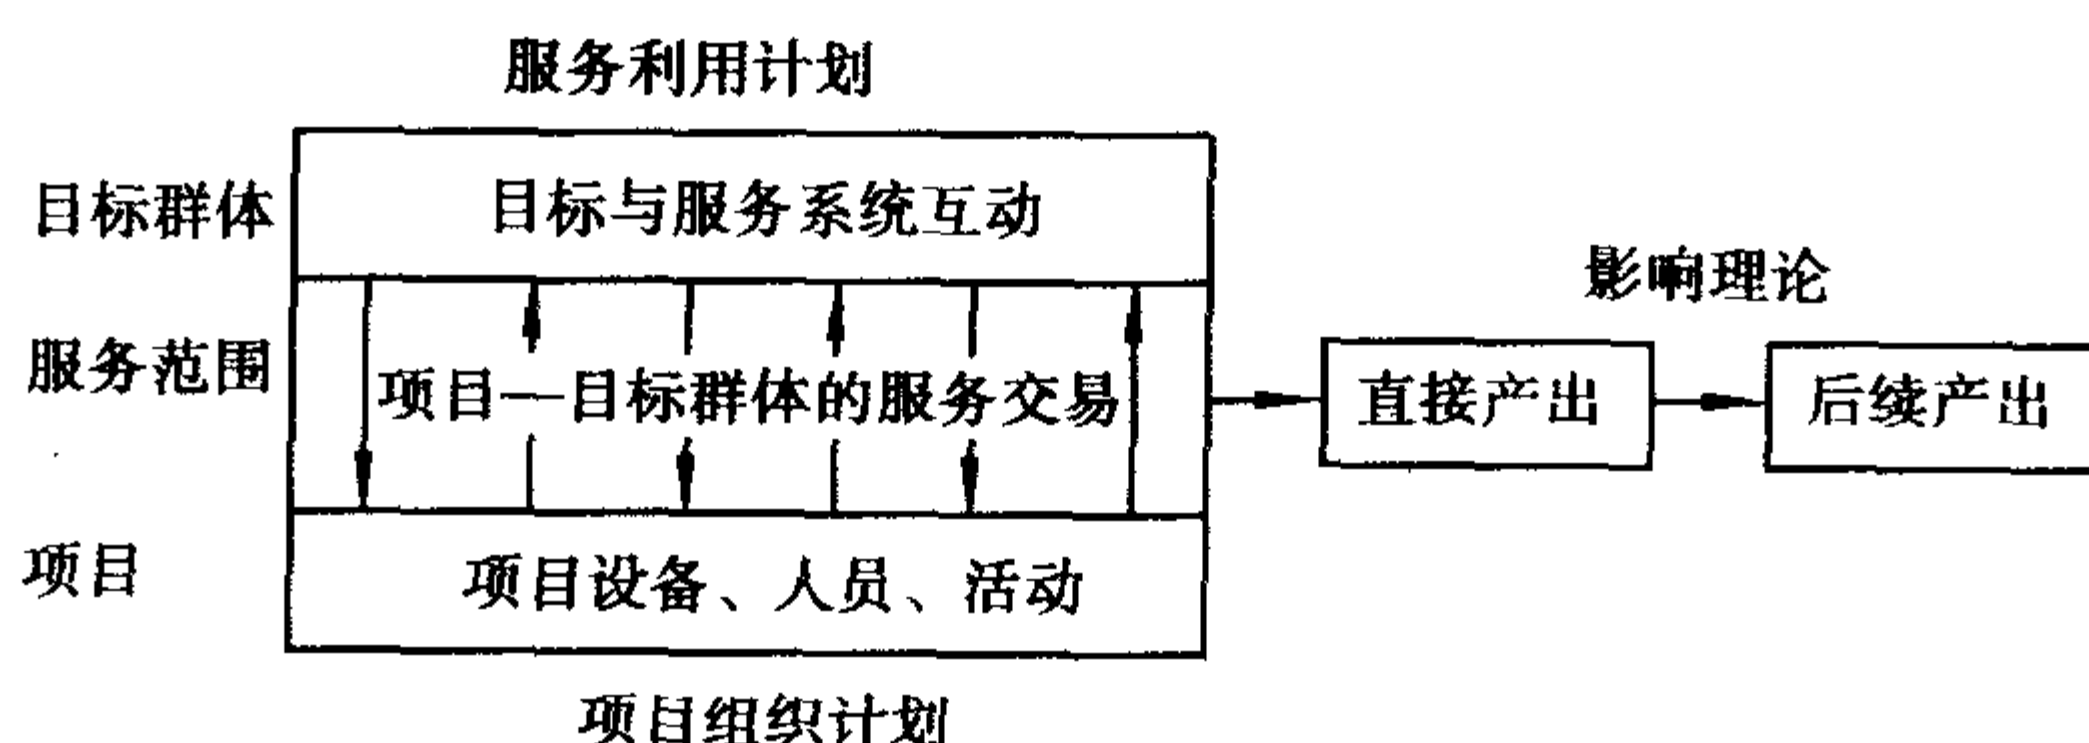 服务利用计划
目标群体
目标与服务系统互动
影响理论
服务范围
项目—目标群体的服务交易
直接产出
后续产出
项目
项目设备、人员、活动
项目组织计划